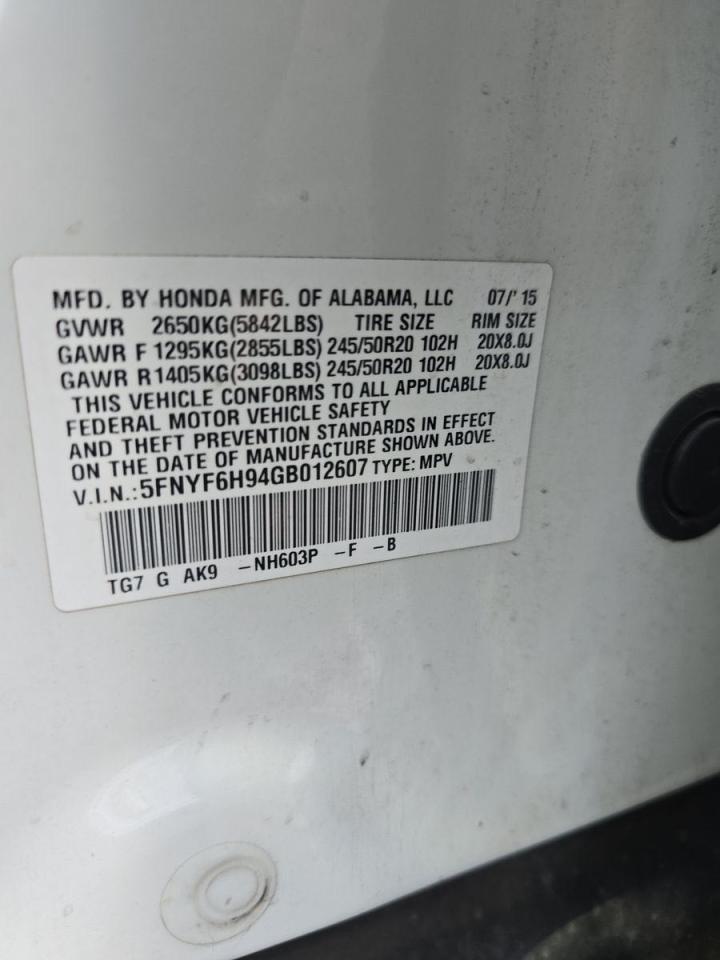 MFD. BY HONDA MFG. OF ALABAMA, LLC 07/'15
GVWR 2650KG(5842LBS) TIRE SIZE RIM SIZE
GAWR F 1295KG(2855LBS) 245/50R20 102H 20X8.0J
GAWR R 1405KG(3098LBS) 245/50R20 102H 20X8.0J
THIS VEHICLE CONFORMS TO ALL APPLICABLE
FEDERAL MOTOR VEHICLE SAFETY
AND THEFT PREVENTION STANDARDS IN EFFECT
ON THE DATE OF MANUFACTURE SHOWN ABOVE.
V.I.N.:5FNYF6H94GB012607 TYPE: MPV
TG7 G AK9 -NH603P -F -B